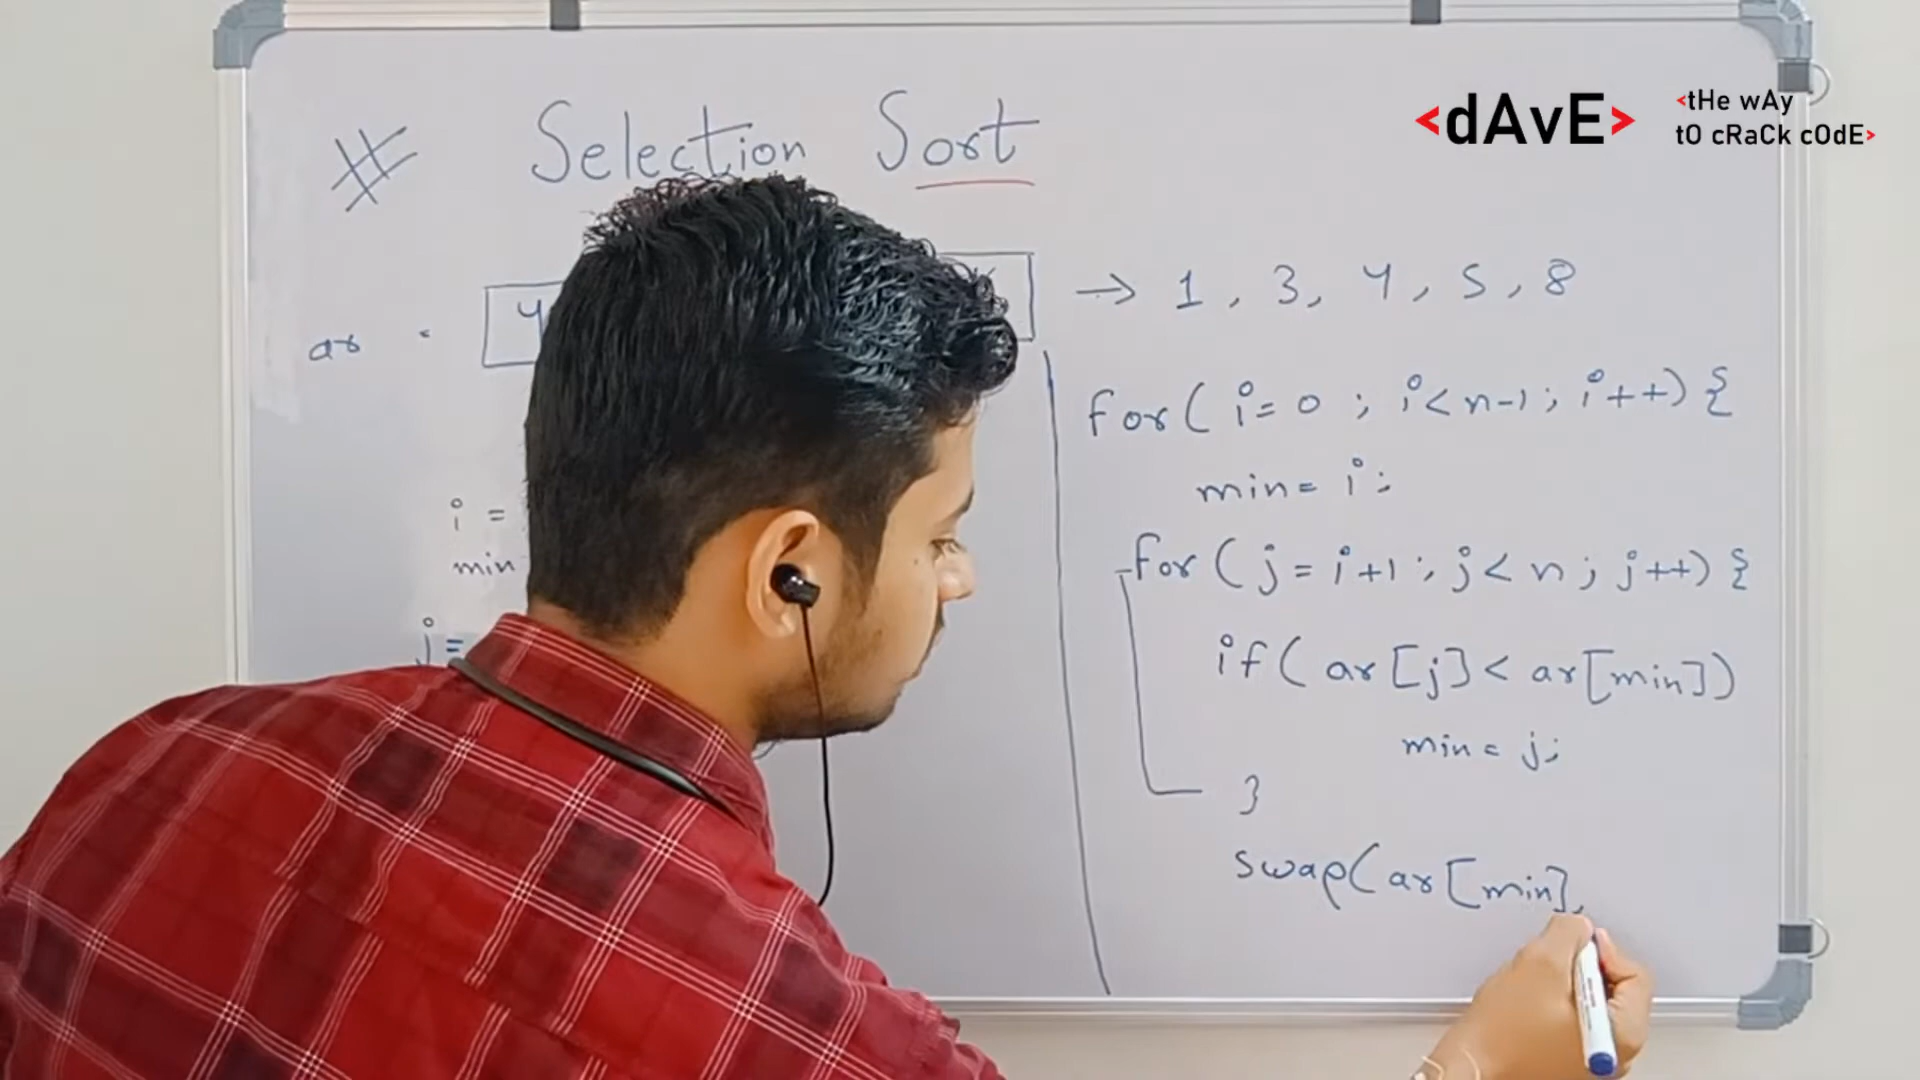 # Selection Sort
<dAvE>
<tHe wAy
tO cRaCk cOdE>
ar = 4
→ 1, 3, 4, 5, 8
for( i=0 ; i<n-1; i++) {
min= i;
for( j= i+1; j< n; j++) {
if( ar[j]< ar[min])
min= j;
}
swap(ar[min],
i =
min
j =